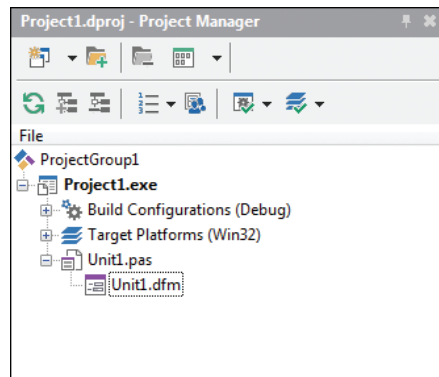 Project1.dproj - Project Manager
File
ProjectGroup1
Project1.exe
Build Configurations (Debug)
Target Platforms (Win32)
Unit1.pas
Unit1.dfm